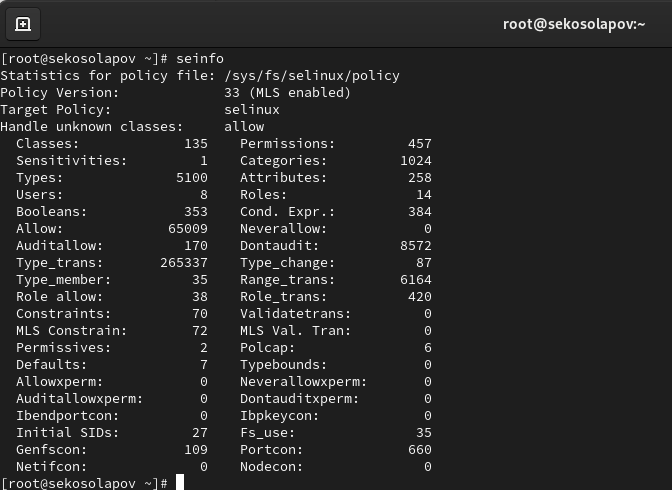 root@sekosolapov:~
[root@sekosolapov ~]# seinfo
Statistics for policy file: /sys/fs/selinux/policy
Policy Version:             33 (MLS enabled)
Target Policy:              selinux
Handle unknown classes:     allow
  Classes:             135    Permissions:         457
  Sensitivities:         1    Categories:         1024
  Types:              5100    Attributes:          258
  Users:                 8    Roles:                14
  Booleans:            353    Cond. Expr.:         384
  Allow:             65009    Neverallow:            0
  Auditallow:          170    Dontaudit:          8572
  Type_trans:       265337    Type_change:          87
  Type_member:          35    Range_trans:        6164
  Role allow:           38    Role_trans:          420
  Constraints:          70    Validatetrans:         0
  MLS Constrain:        72    MLS Val. Tran:         0
  Permissives:           2    Polcap:                6
  Defaults:              7    Typebounds:            0
  Allowxperm:            0    Neverallowxperm:       0
  Auditallowxperm:       0    Dontauditxperm:        0
  Ibendportcon:          0    Ibpkeycon:             0
  Initial SIDs:         27    Fs_use:               35
  Genfscon:            109    Portcon:             660
  Netifcon:              0    Nodecon:               0
[root@sekosolapov ~]#